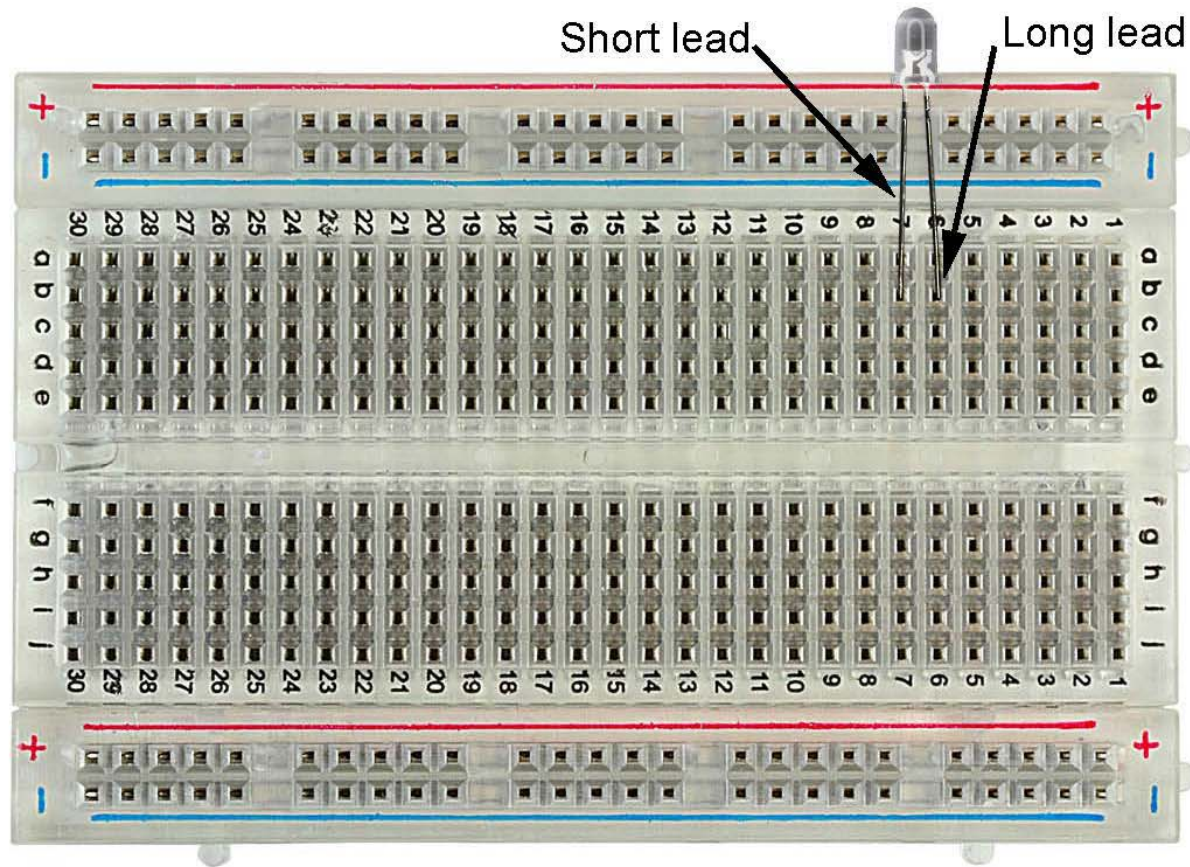 Short lead
Long lead
+ +
- -
30 29 28 27 26 25 24 23 22 21 20 19 18 17 16 15 14 13 12 11 10 9 8 7 6 5 4 3 2 1
a a
b b
c c
d d
e e
f f
g g
h h
i i
j j
30 29 28 27 26 25 24 23 22 21 20 19 18 17 16 15 14 13 12 11 10 9 8 7 6 5 4 3 2 1
+ +
- -